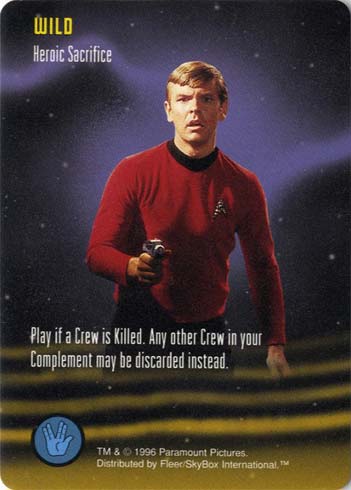 WILD
Heroic Sacrifice
Play if a Crew is Killed. Any other Crew in your
Complement may be discarded instead.
TM & © 1996 Paramount Pictures.
Distributed by Fleer/SkyBox International.™